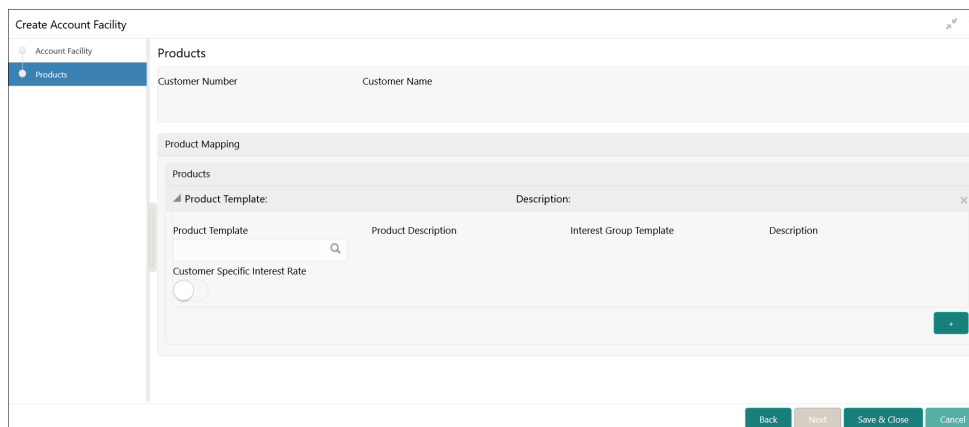 Create Account Facility
Account Facility
Products
Products
Customer Number Customer Name
Product Mapping
Products
Product Template: Description:
Product Template Product Description Interest Group Template Description
Customer Specific Interest Rate
+
Back Next Save & Close Cancel